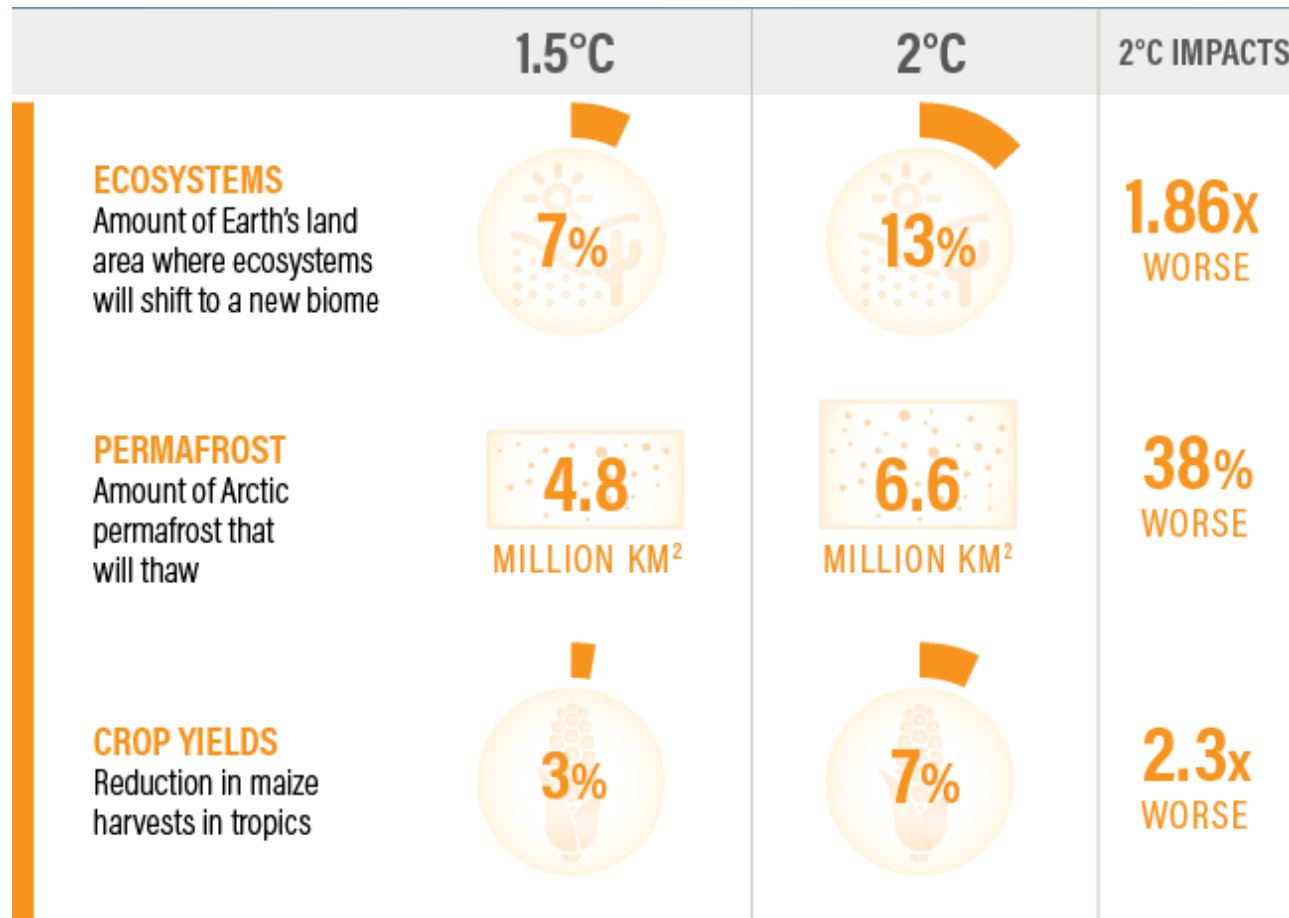 1.5°C 2°C 2°C IMPACTS
ECOSYSTEMS
Amount of Earth's land
area where ecosystems
will shift to a new biome
7%
13%
1.86x
WORSE
PERMAFROST
Amount of Arctic
permafrost that
will thaw
4.8
MILLION KM²
6.6
MILLION KM²
38%
WORSE
CROP YIELDS
Reduction in maize
harvests in tropics
3%
7%
2.3x
WORSE